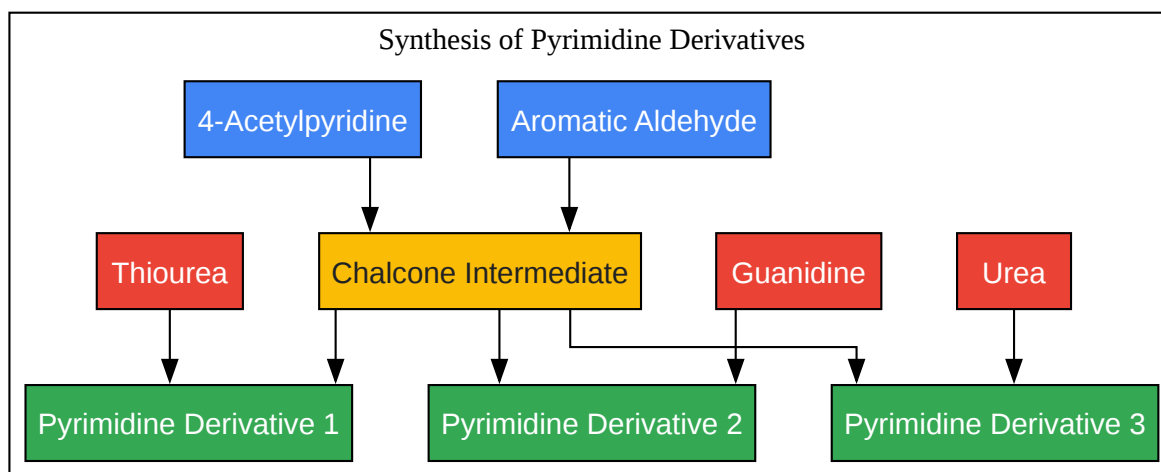 Synthesis of Pyrimidine Derivatives
4-Acetylpyridine
Aromatic Aldehyde
Thiourea
Chalcone Intermediate
Guanidine
Urea
Pyrimidine Derivative 1
Pyrimidine Derivative 2
Pyrimidine Derivative 3